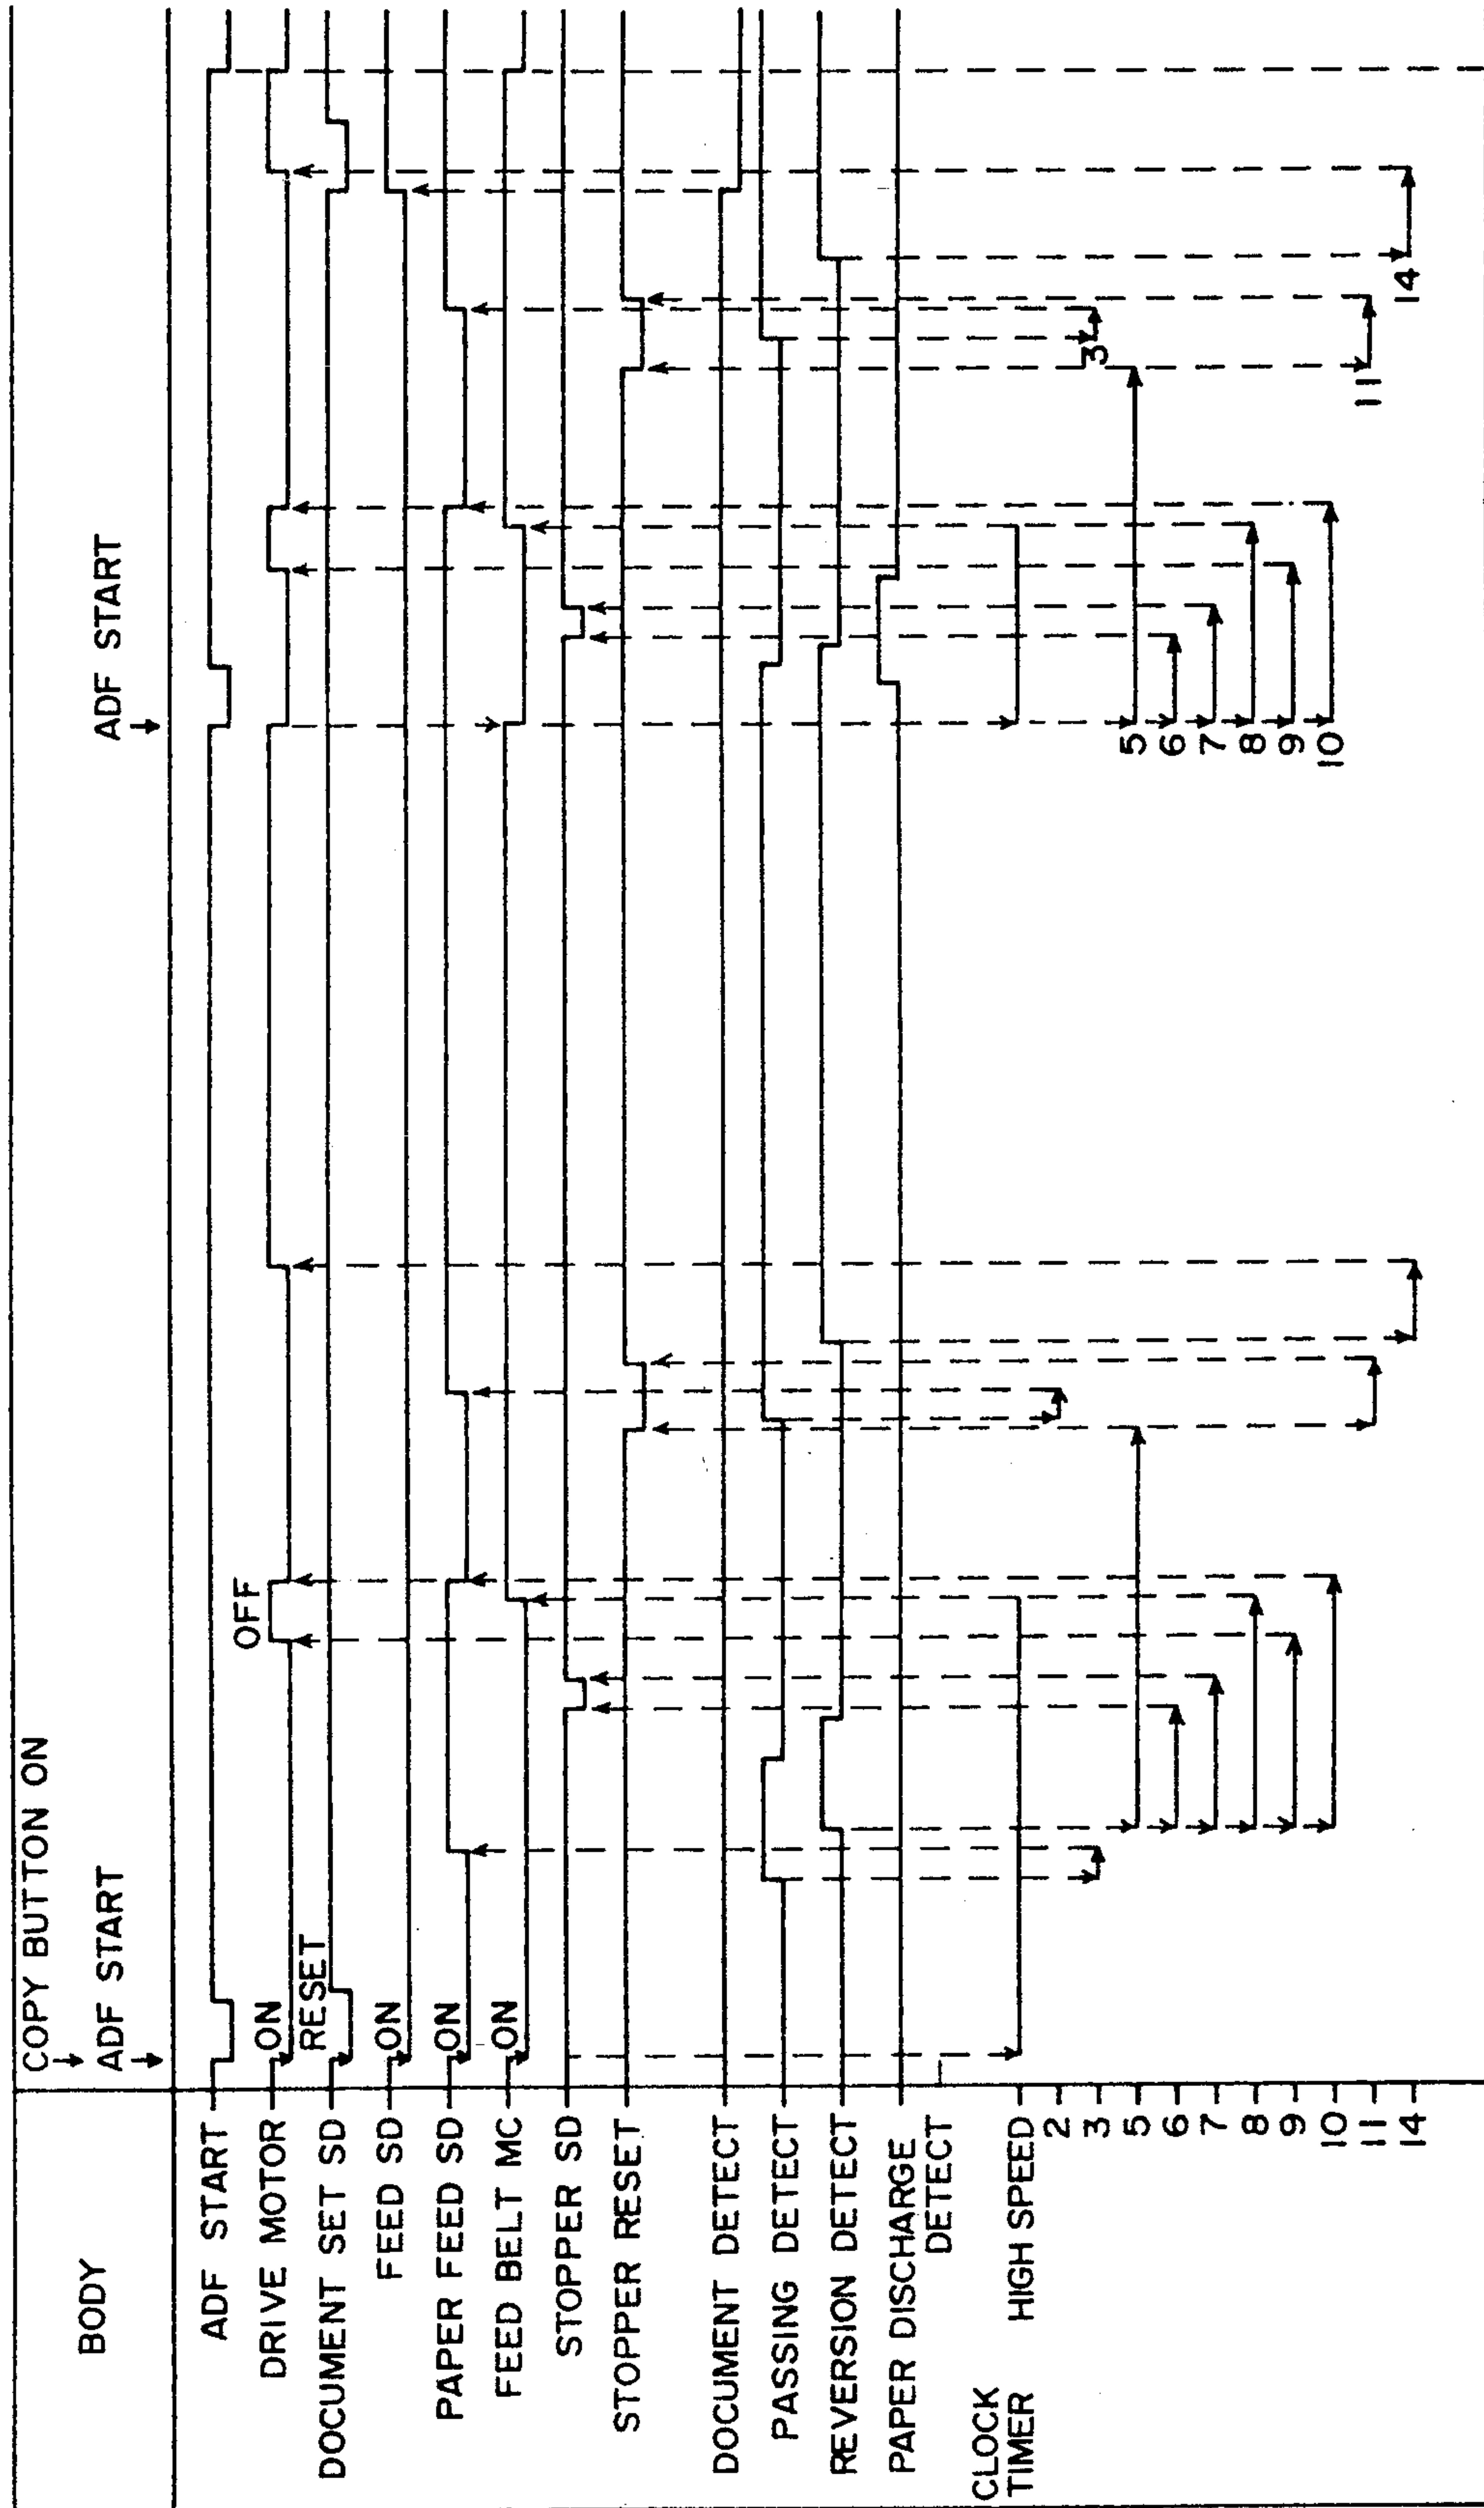 COPY BUTTON ON
ADF START
ADF START
BODY
ADF START
DRIVE MOTOR
ON
OFF
DOCUMENT SET SD
RESET
FEED SD
ON
PAPER FEED SD
ON
FEED BELT MC
ON
STOPPER SD
STOPPER RESET
DOCUMENT DETECT
PASSING DETECT
REVERSION DETECT
PAPER DISCHARGE
DETECT
CLOCK
TIMER
HIGH SPEED
2
3
5
6
7
8
9
10
11
14
5
6
7
8
9
10
3
11
14